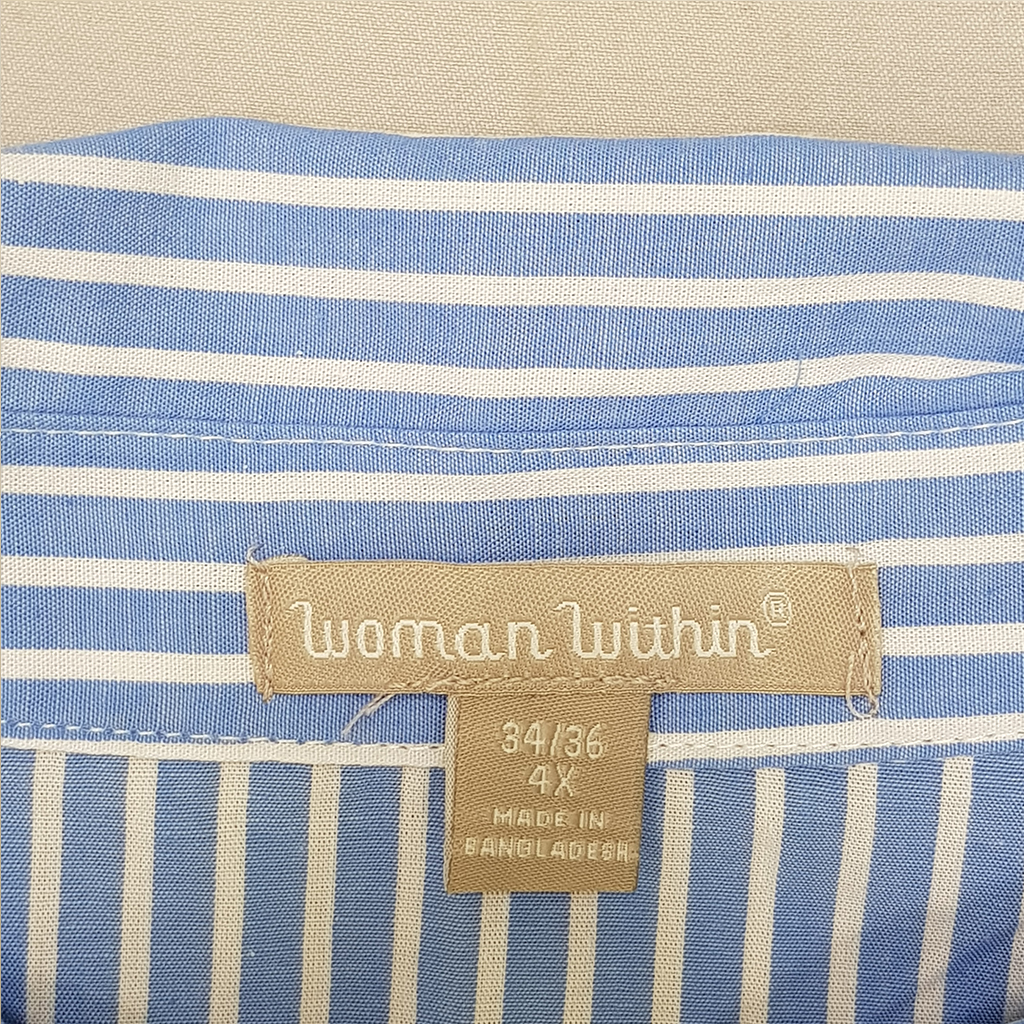 Woman Within®
34/36
4X
MADE IN
BANGLADESH